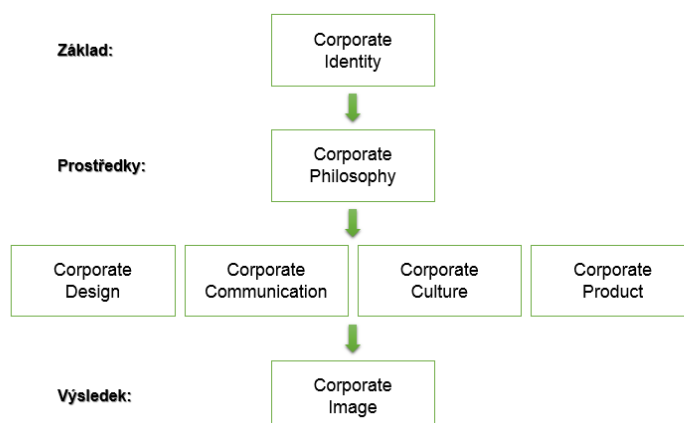 Základ:
Corporate
Identity
Prostředky:
Corporate
Philosophy
Corporate
Design
Corporate
Communication
Corporate
Culture
Corporate
Product
Výsledek:
Corporate
Image